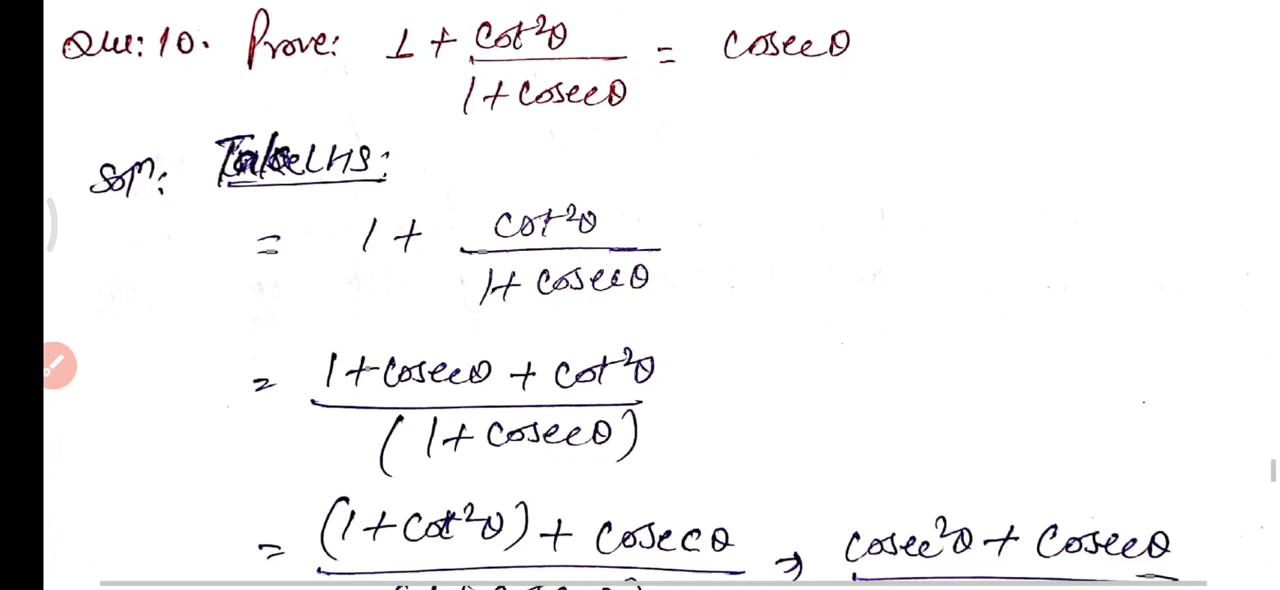 Que: 10. Prove: 1 + cot²θ / 1 + cosecθ = cosecθ
Solⁿ: Take LHS:
= 1 + cot²θ / 1 + cosecθ
= 1 + cosecθ + cot²θ / (1 + cosecθ)
= (1 + cot²θ) + cosecθ ⇒ cosec²θ + cosecθ